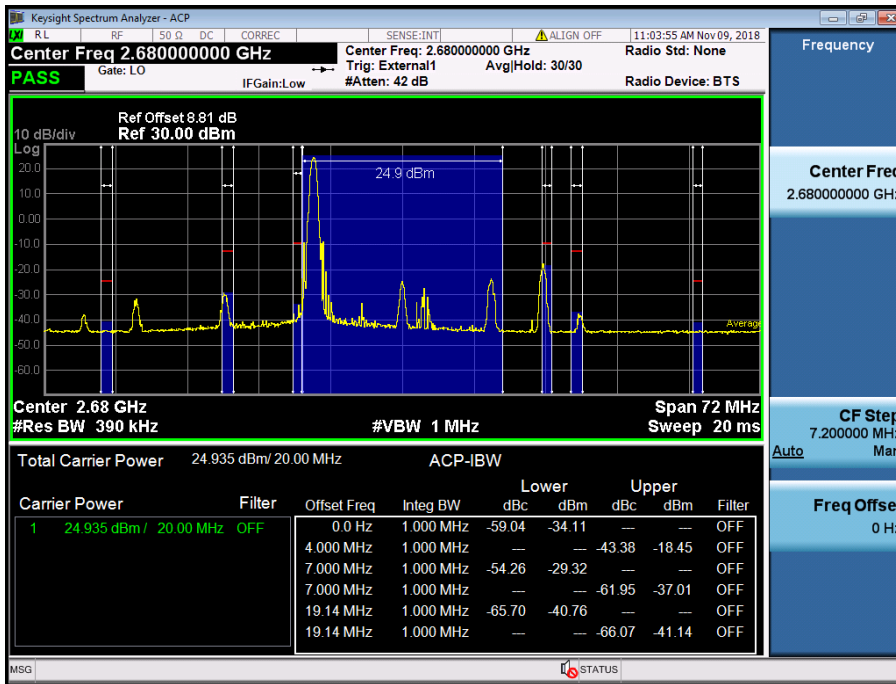 Keysight Spectrum Analyzer - ACP
LXI RL RF 50 Ω DC CORREC SENSE:INT ALIGN OFF 11:03:55 AM Nov 09, 2018
Center Freq 2.680000000 GHz
Center Freq: 2.680000000 GHz Radio Std: None
Gate: LO Trig: External1 Avg|Hold: 30/30
PASS IFGain:Low #Atten: 42 dB Radio Device: BTS
Ref Offset 8.81 dB
10 dB/div Ref 30.00 dBm
Log
24.9 dBm
20.0
10.0
0.00
-10.0
-20.0
-30.0
-40.0
Average
-50.0
-60.0
Center 2.68 GHz Span 72 MHz
#Res BW 390 kHz #VBW 1 MHz Sweep 20 ms
Total Carrier Power 24.935 dBm/ 20.00 MHz ACP-IBW
Lower Upper
Carrier Power Filter Offset Freq Integ BW dBc dBm dBc dBm Filter
1 24.935 dBm / 20.00 MHz OFF 0.0 Hz 1.000 MHz -59.04 -34.11 --- --- OFF
4.000 MHz 1.000 MHz --- --- -43.38 -18.45 OFF
7.000 MHz 1.000 MHz -54.26 -29.32 --- --- OFF
7.000 MHz 1.000 MHz --- --- -61.95 -37.01 OFF
19.14 MHz 1.000 MHz -65.70 -40.76 --- --- OFF
19.14 MHz 1.000 MHz --- --- -66.07 -41.14 OFF
MSG STATUS
Frequency
Center Freq
2.680000000 GHz
CF Step
7.200000 MHz
Auto Man
Freq Offset
0 Hz